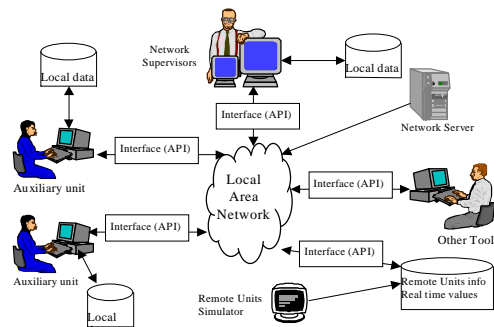 Network
Supervisors
Local data
Local data
Interface (API)
Network Server
Interface (API)
Auxiliary unit
Local
Area
Network
Interface (API)
Other Tool
Interface (API)
Interface (API)
Auxiliary unit
Remote Units info
Real time values
Remote Units
Simulator
Local